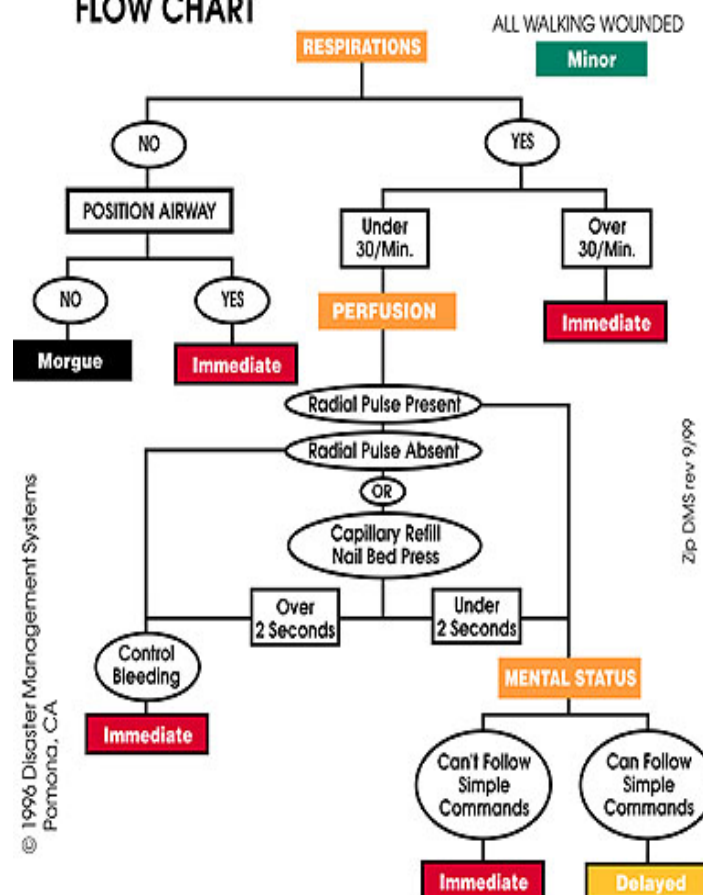 FLOW CHART
ALL WALKING WOUNDED
Minor
RESPIRATIONS
NO
YES
POSITION AIRWAY
Under
30/Min.
Over
30/Min.
NO
YES
PERFUSION
Immediate
Morgue
Immediate
Radial Pulse Present
Radial Pulse Absent
OR
Capillary Refill
Nail Bed Press
Over
2 Seconds
Under
2 Seconds
Control
Bleeding
MENTAL STATUS
Immediate
Can't Follow
Simple
Commands
Can Follow
Simple
Commands
Immediate
Delayed
© 1996 Disaster Management Systems
Pomona, CA
Zip DMS rev 9/99